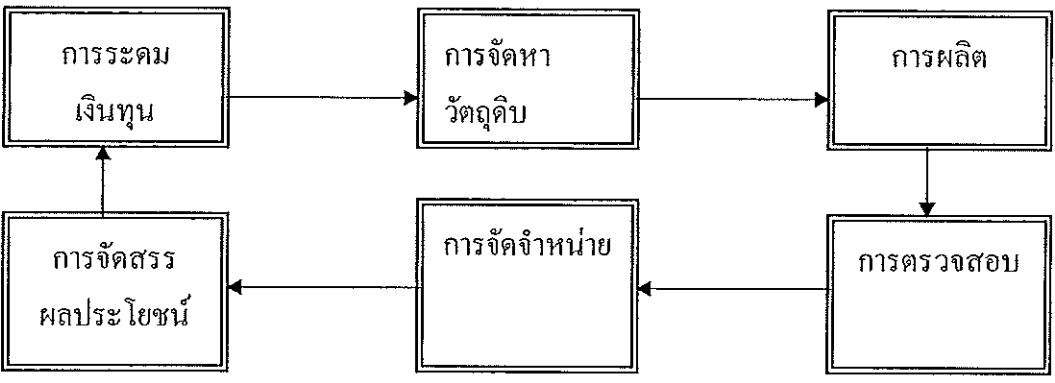 การระดม
เงินทุน
การจัดหา
วัตถุดิบ
การผลิต
การตรวจสอบ
การจัดจำหน่าย
การจัดสรร
ผลประโยชน์